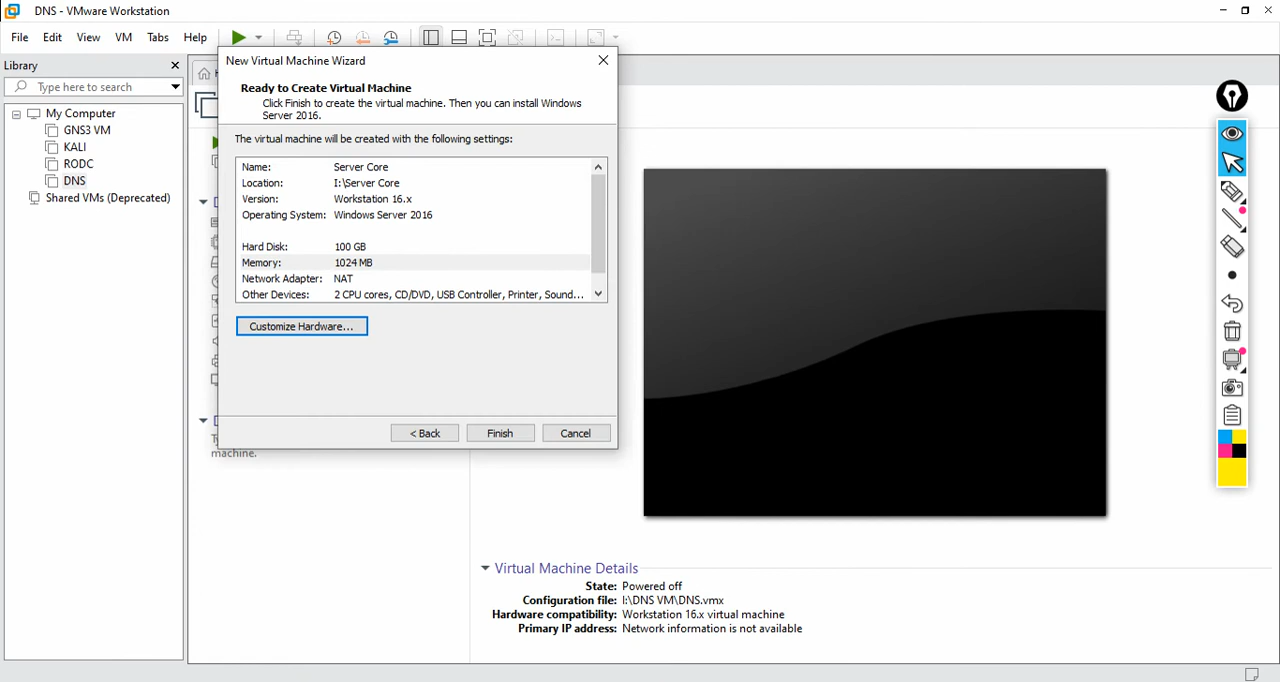 DNS - VMware Workstation
File Edit View VM Tabs Help
Library
Type here to search
My Computer
GNS3 VM
KALI
RODC
DNS
Shared VMs (Deprecated)
New Virtual Machine Wizard
Ready to Create Virtual Machine
Click Finish to create the virtual machine. Then you can install Windows
Server 2016.
The virtual machine will be created with the following settings:
Name: Server Core
Location: I:\Server Core
Version: Workstation 16.x
Operating System: Windows Server 2016
Hard Disk: 100 GB
Memory: 1024 MB
Network Adapter: NAT
Other Devices: 2 CPU cores, CD/DVD, USB Controller, Printer, Sound...
Customize Hardware...
< Back Finish Cancel
machine.
Virtual Machine Details
State: Powered off
Configuration file: I:\DNS VM\DNS.vmx
Hardware compatibility: Workstation 16.x virtual machine
Primary IP address: Network information is not available